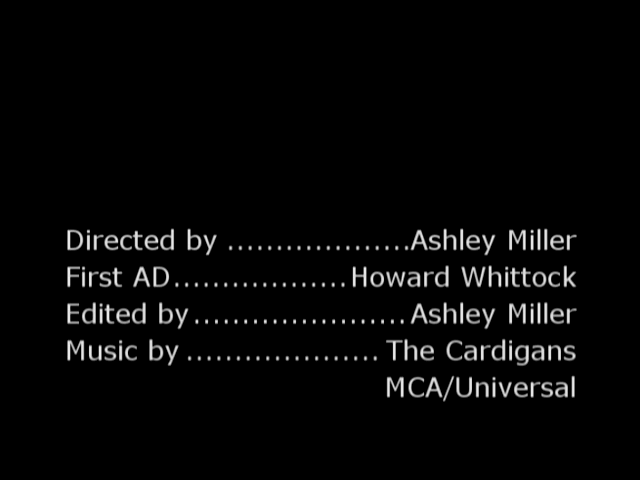 Directed by ...................Ashley Miller
First AD..................Howard Whittock
Edited by......................Ashley Miller
Music by .................... The Cardigans
MCA/Universal